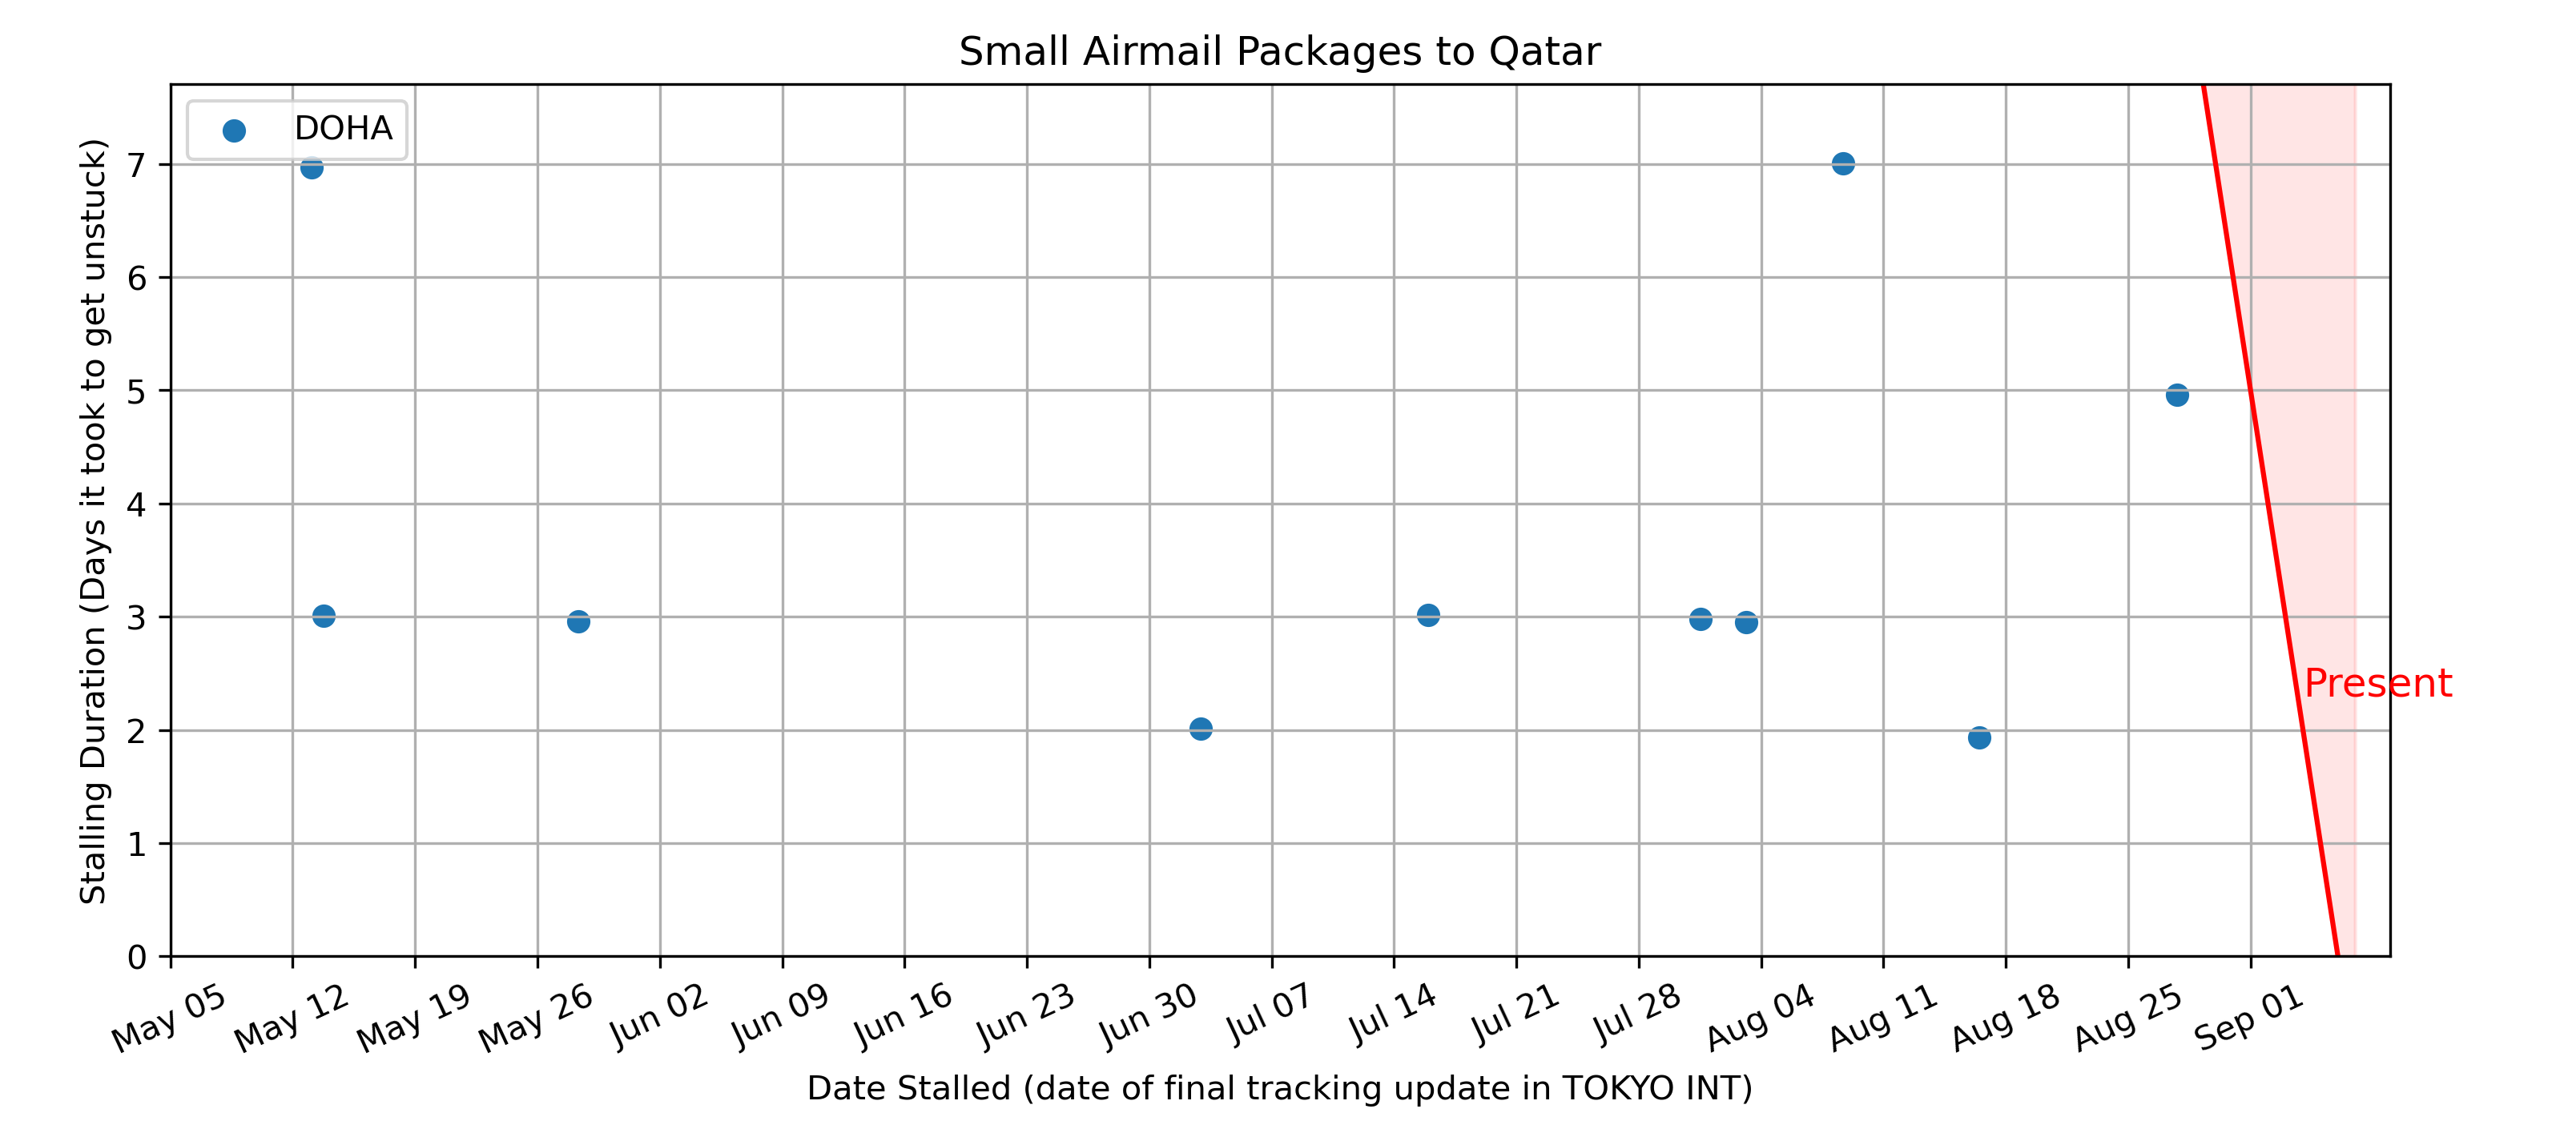 Small Airmail Packages to Qatar
DOHA
Stalling Duration (Days it took to get unstuck)
7
6
5
4
3
2
1
0
Present
May 05
May 12
May 19
May 26
Jun 02
Jun 09
Jun 16
Jun 23
Jun 30
Jul 07
Jul 14
Jul 21
Jul 28
Aug 04
Aug 11
Aug 18
Aug 25
Sep 01
Date Stalled (date of final tracking update in TOKYO INT)